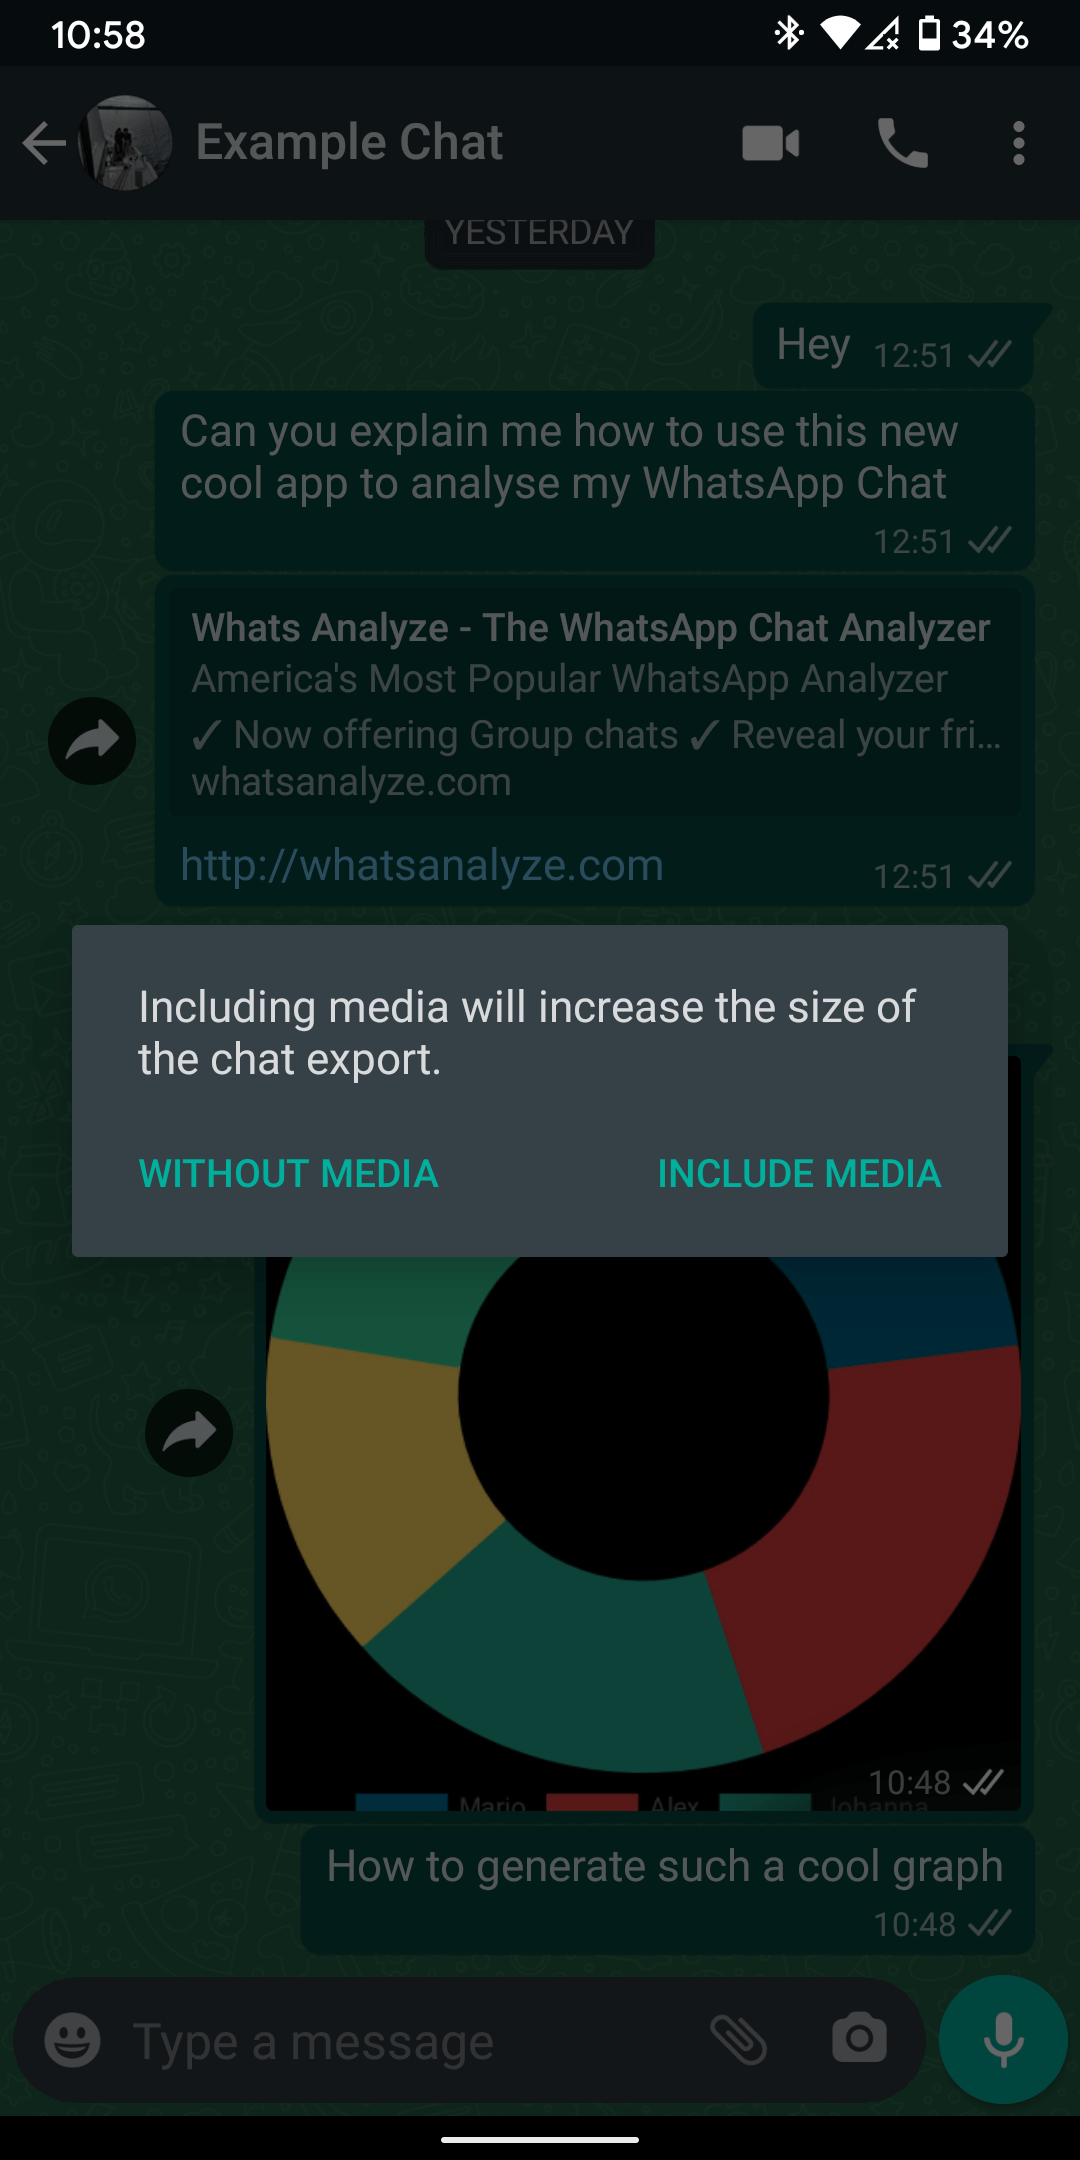 10:58
34%
Example Chat
YESTERDAY
Hey 12:51
Can you explain me how to use this new
cool app to analyse my WhatsApp Chat
12:51
Whats Analyze - The WhatsApp Chat Analyzer
America's Most Popular WhatsApp Analyzer
✓ Now offering Group chats ✓ Reveal your fri...
whatsanalyze.com
http://whatsanalyze.com 12:51
Including media will increase the size of
the chat export.
WITHOUT MEDIA INCLUDE MEDIA
10:48
Mario Alex Johanna
How to generate such a cool graph
10:48
Type a message